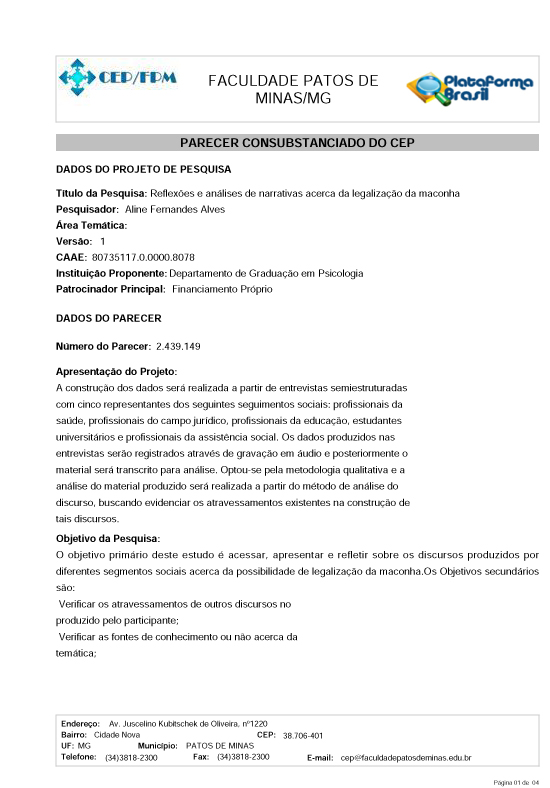 CEP/FPM
FACULDADE PATOS DE
MINAS/MG
Plataforma
Brasil
PARECER CONSUBSTANCIADO DO CEP
DADOS DO PROJETO DE PESQUISA
Título da Pesquisa: Reflexões e análises de narrativas acerca da legalização da maconha
Pesquisador: Aline Fernandes Alves
Área Temática:
Versão: 1
CAAE: 80735117.0.0000.8078
Instituição Proponente: Departamento de Graduação em Psicologia
Patrocinador Principal: Financiamento Próprio
DADOS DO PARECER
Número do Parecer: 2.439.149
Apresentação do Projeto:
A construção dos dados será realizada a partir de entrevistas semiestruturadas
com cinco representantes dos seguintes seguimentos sociais: profissionais da
saúde, profissionais do campo jurídico, profissionais da educação, estudantes
universitários e profissionais da assistência social. Os dados produzidos nas
entrevistas serão registrados através de gravação em áudio e posteriormente o
material será transcrito para análise. Optou-se pela metodologia qualitativa e a
análise do material produzido será realizada a partir do método de análise do
discurso, buscando evidenciar os atravessamentos existentes na construção de
tais discursos.
Objetivo da Pesquisa:
O objetivo primário deste estudo é acessar, apresentar e refletir sobre os discursos produzidos por
diferentes segmentos sociais acerca da possibilidade de legalização da maconha.Os Objetivos secundários
são:
Verificar os atravessamentos de outros discursos no
produzido pelo participante;
Verificar as fontes de conhecimento ou não acerca da
temática;
Endereço: Av. Juscelino Kubitschek de Oliveira, nº1220
Bairro: Cidade Nova CEP: 38.706-401
UF: MG Município: PATOS DE MINAS
Telefone: (34)3818-2300 Fax: (34)3818-2300 E-mail: cep@faculdadepatosdeminas.edu.br
Página 01 de 04